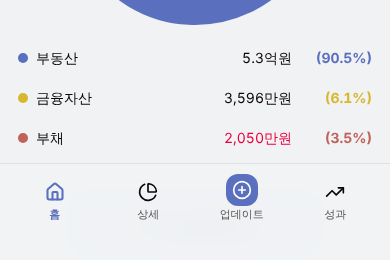 부동산 5.3억원 (90.5%)
금융자산 3,596만원 (6.1%)
부채 2,050만원 (3.5%)
홈 상세 업데이트 성과